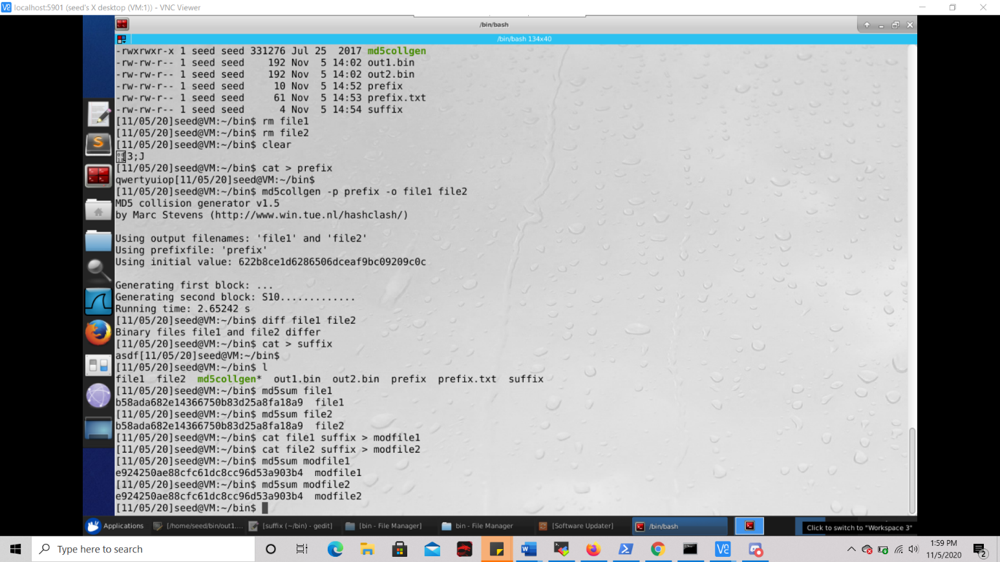 localhost:5901 (seed's X desktop (VM:1)) - VNC Viewer
/bin/bash
/bin/bash 134x40
-rwxrwxr-x 1 seed seed 331276 Jul 25  2017 md5collgen
-rw-rw-r-- 1 seed seed    192 Nov  5 14:02 out1.bin
-rw-rw-r-- 1 seed seed    192 Nov  5 14:02 out2.bin
-rw-rw-r-- 1 seed seed     10 Nov  5 14:52 prefix
-rw-rw-r-- 1 seed seed     61 Nov  5 14:53 prefix.txt
-rw-rw-r-- 1 seed seed      4 Nov  5 14:54 suffix
[11/05/20]seed@VM:~/bin$ rm file1
[11/05/20]seed@VM:~/bin$ rm file2
[11/05/20]seed@VM:~/bin$ clear
3;J
[11/05/20]seed@VM:~/bin$ cat > prefix
qwertyuiop[11/05/20]seed@VM:~/bin$
[11/05/20]seed@VM:~/bin$ md5collgen -p prefix -o file1 file2
MD5 collision generator v1.5
by Marc Stevens (http://www.win.tue.nl/hashclash/)
Using output filenames: 'file1' and 'file2'
Using prefixfile: 'prefix'
Using initial value: 622b8ce1d6286506dceaf9bc09209c0c
Generating first block: ...
Generating second block: S10.............
Running time: 2.65242 s
[11/05/20]seed@VM:~/bin$ diff file1 file2
Binary files file1 and file2 differ
[11/05/20]seed@VM:~/bin$ cat > suffix
asdf[11/05/20]seed@VM:~/bin$
[11/05/20]seed@VM:~/bin$ l
file1  file2  md5collgen*  out1.bin  out2.bin  prefix  prefix.txt  suffix
[11/05/20]seed@VM:~/bin$ md5sum file1
b58ada682e14366750b83d25a8fa18a9  file1
[11/05/20]seed@VM:~/bin$ md5sum file2
b58ada682e14366750b83d25a8fa18a9  file2
[11/05/20]seed@VM:~/bin$ cat file1 suffix > modfile1
[11/05/20]seed@VM:~/bin$ cat file2 suffix > modfile2
[11/05/20]seed@VM:~/bin$ md5sum modfile1
e924250ae88cfc61dc8cc96d53a903b4  modfile1
[11/05/20]seed@VM:~/bin$ md5sum modfile2
e924250ae88cfc61dc8cc96d53a903b4  modfile2
[11/05/20]seed@VM:~/bin$
Applications [/home/seed/bin/out1.... [suffix (~/bin) - gedit] [bin - File Manager] bin - File Manager [Software Updater] /bin/bash Click to switch to "Workspace 3"
Type here to search
1:59 PM
11/5/2020
2